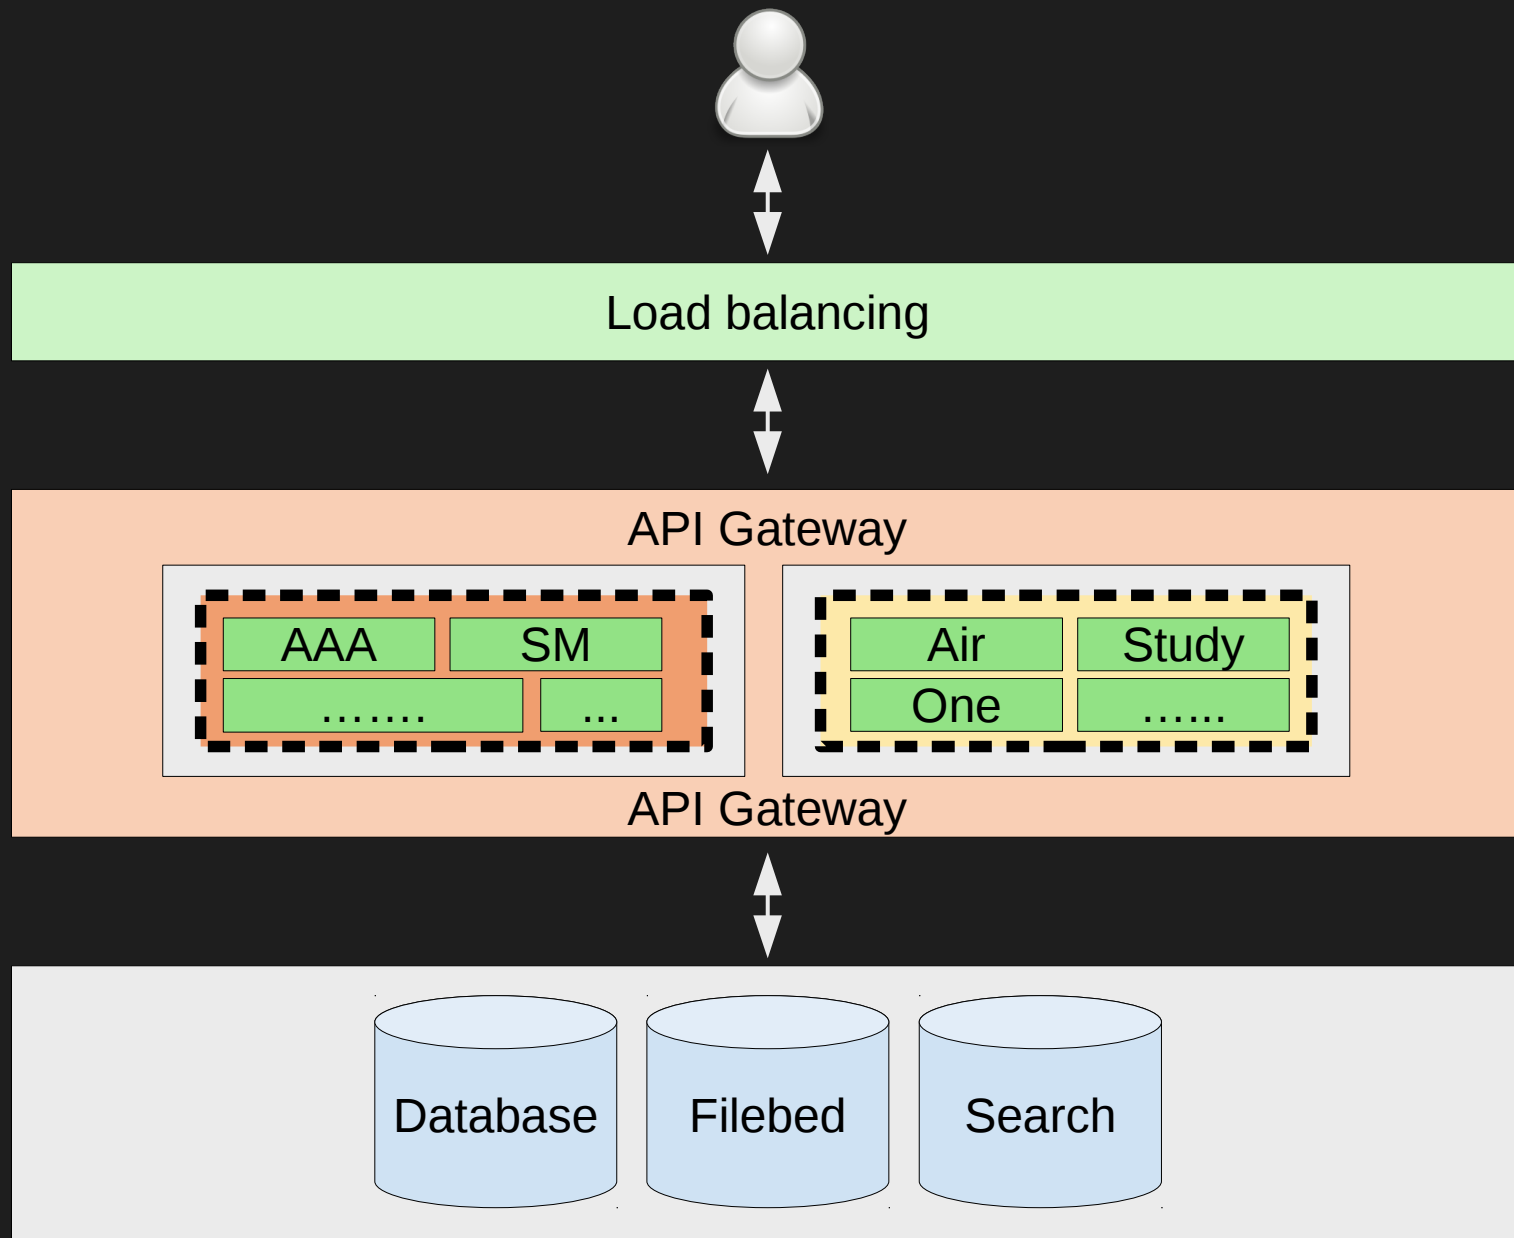 Load balancing
API Gateway
AAA SM
……. ...
Air Study
One …...
API Gateway
Database Filebed Search